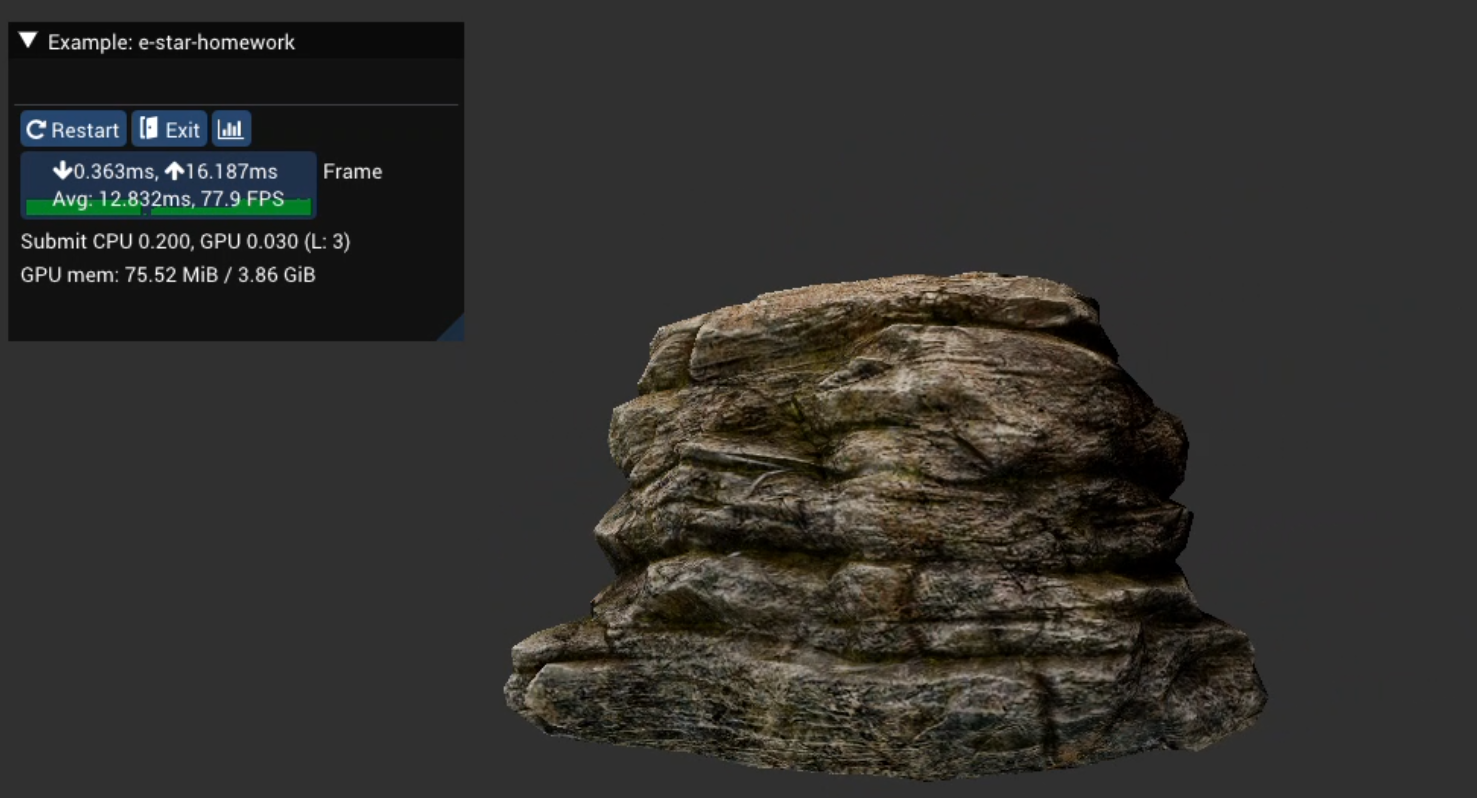 Example: e-star-homework
Restart Exit
0.363ms, 16.187ms Frame
Avg: 12.832ms, 77.9 FPS
Submit CPU 0.200, GPU 0.030 (L: 3)
GPU mem: 75.52 MiB / 3.86 GiB